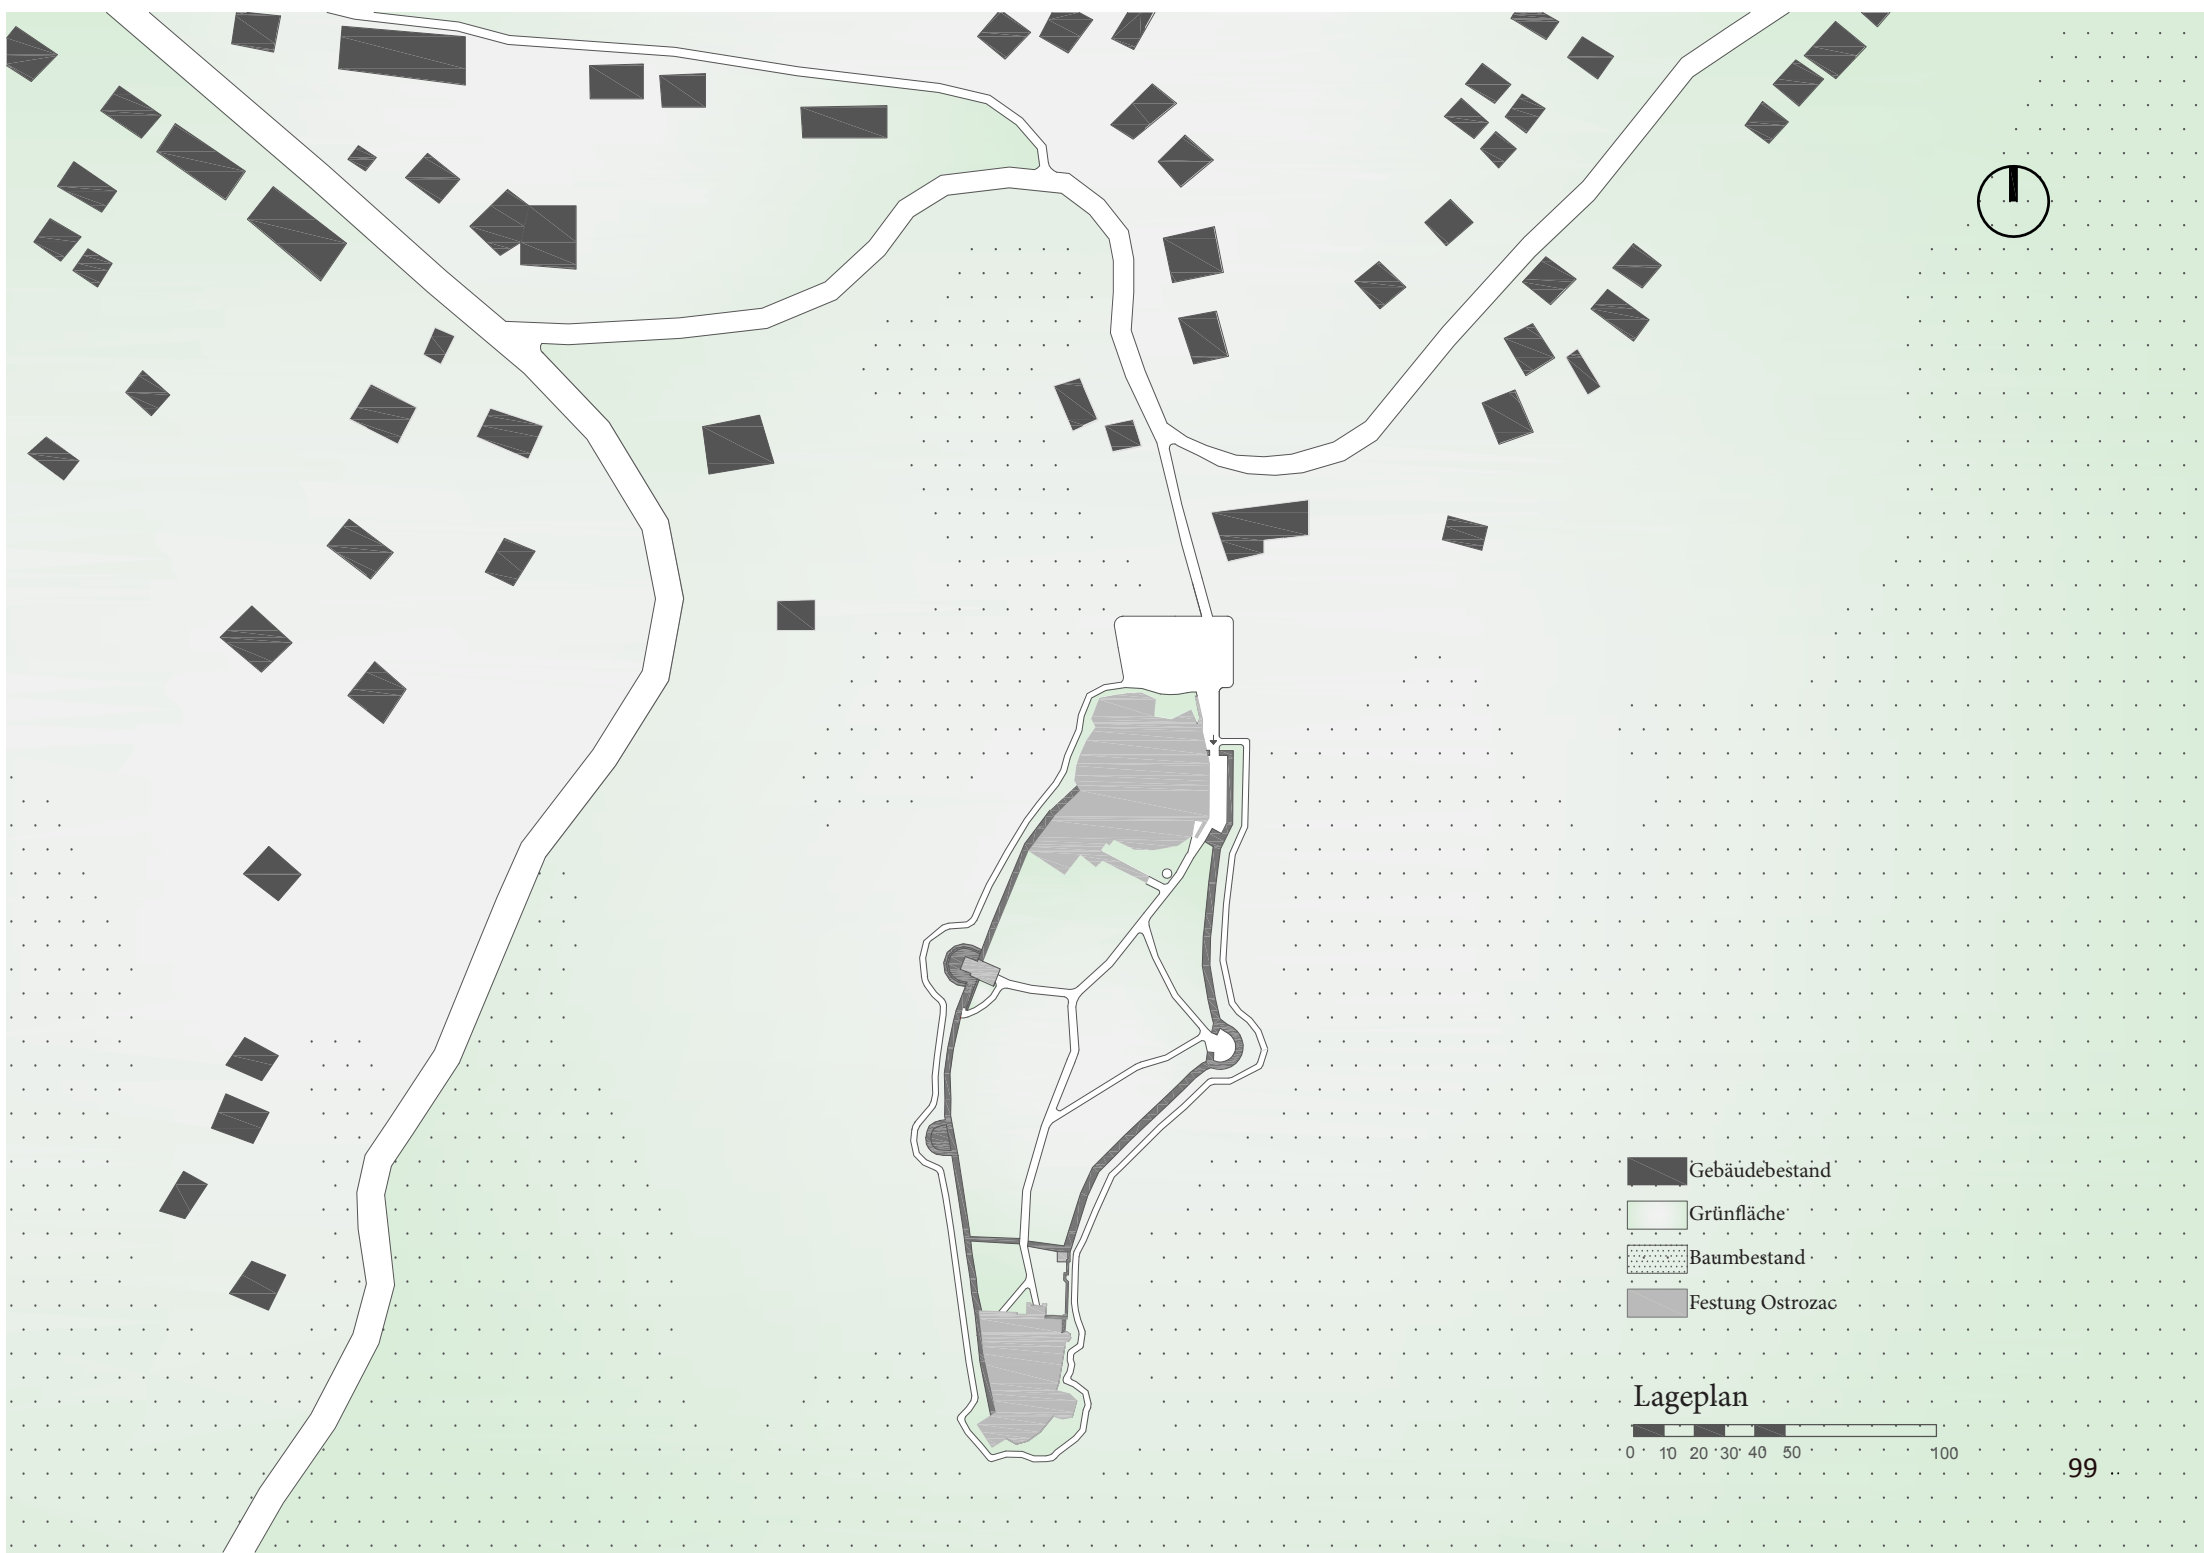 Gebäudebestand
Grünfläche
Baumbestand
Festung Ostrozac
Lageplan
0 10 20 30 40 50 100
99